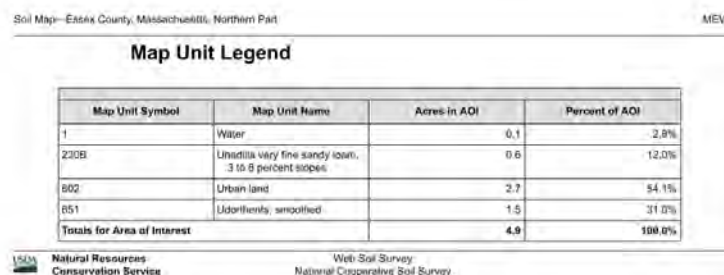 Soil Map—Essex County, Massachusetts, Northern Part
MEV
Map Unit Legend
Map Unit Symbol Map Unit Name Acres in AOI Percent of AOI
1 Water 0.1 2.9%
230B Unadilla very fine sandy loam, 0.6 12.0%
3 to 8 percent slopes
602 Urban land 2.7 54.1%
651 Udorthents, smoothed 1.5 31.0%
Totals for Area of Interest 4.9 100.0%
USDA Natural Resources Web Soil Survey
Conservation Service National Cooperative Soil Survey